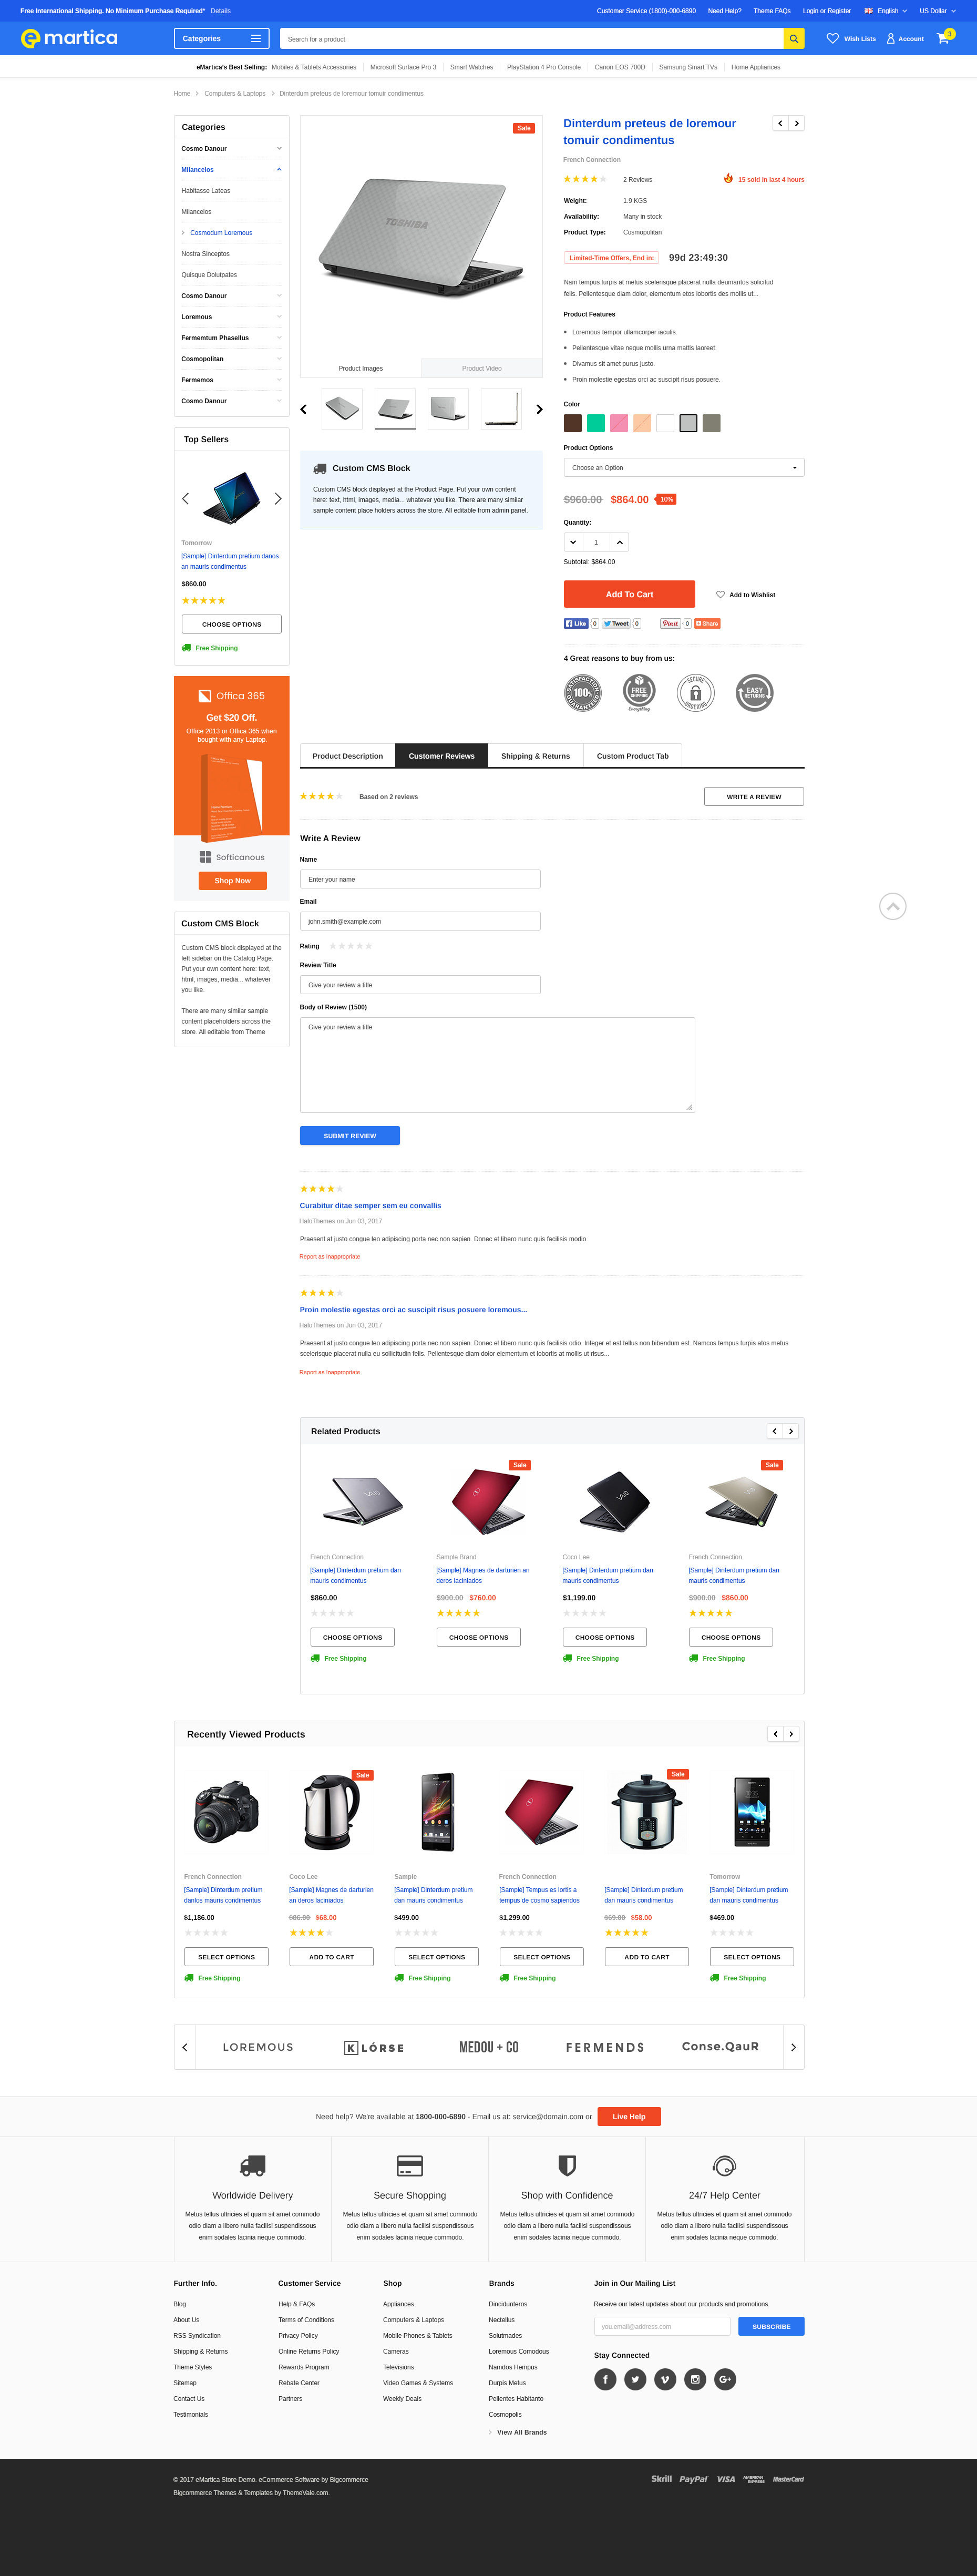 Free International Shipping. No Minimum Purchase Required* Details
Customer Service (1800)-000-6890 Need Help? Theme FAQs Login or Register English US Dollar
emartica
Categories
Search for a product
Wish Lists Account 3
eMartica's Best Selling: Mobiles & Tablets Accessories Microsoft Surface Pro 3 Smart Watches PlayStation 4 Pro Console Canon EOS 700D Samsung Smart TVs Home Appliances
Home Computers & Laptops Dinterdum preteus de loremour tomuir condimentus
Categories
Cosmo Danour
Milancelos
Habitasse Lateas
Milancelos
Cosmodum Loremous
Nostra Sinceptos
Quisque Dolutpates
Cosmo Danour
Loremous
Fermemtum Phasellus
Cosmopolitan
Fermemos
Cosmo Danour
Top Sellers
Tomorrow
[Sample] Dinterdum pretium danos
an mauris condimentus
$860.00
CHOOSE OPTIONS
Free Shipping
Offica 365
Get $20 Off.
Office 2013 or Office 365 when
bought with any Laptop.
Softicanous
Shop Now
Custom CMS Block
Custom CMS block displayed at the
left sidebar on the Catalog Page.
Put your own content here: text,
html, images, media... whatever
you like.
There are many similar sample
content placeholders across the
store. All editable from Theme
Sale
TOSHIBA
Product Images
Product Video
Custom CMS Block
Custom CMS block displayed at the Product Page. Put your own content
here: text, html, images, media... whatever you like. There are many similar
sample content place holders across the store. All editable from admin panel.
Dinterdum preteus de loremour
tomuir condimentus
French Connection
2 Reviews
15 sold in last 4 hours
Weight: 1.9 KGS
Availability: Many in stock
Product Type: Cosmopolitan
Limited-Time Offers, End in: 99d 23:49:30
Nam tempus turpis at metus scelerisque placerat nulla deumantos solicitud
felis. Pellentesque diam dolor, elementum etos lobortis des mollis ut...
Product Features
Loremous tempor ullamcorper iaculis.
Pellentesque vitae neque mollis urna mattis laoreet.
Divamus sit amet purus justo.
Proin molestie egestas orci ac suscipit risus posuere.
Color
Product Options
Choose an Option
$960.00 $864.00 10%
Quantity:
1
Subtotal: $864.00
Add To Cart
Add to Wishlist
Like 0 Tweet 0 Pin it 0 Share
4 Great reasons to buy from us:
SATISFACTION 100% GUARANTEED
FREE SHIPPING Everything
SECURE ORDERING
EASY RETURNS
Product Description
Customer Reviews
Shipping & Returns
Custom Product Tab
Based on 2 reviews
WRITE A REVIEW
Write A Review
Name
Enter your name
Email
john.smith@example.com
Rating
Review Title
Give your review a title
Body of Review (1500)
Give your review a title
SUBMIT REVIEW
Curabitur ditae semper sem eu convallis
HaloThemes on Jun 03, 2017
Praesent at justo congue leo adipiscing porta nec non sapien. Donec et libero nunc quis facilisis modio.
Report as Inappropriate
Proin molestie egestas orci ac suscipit risus posuere loremous...
HaloThemes on Jun 03, 2017
Praesent at justo congue leo adipiscing porta nec non sapien. Donec et libero nunc quis facilisis odio. Integer et est tellus non bibendum est. Namcos tempus turpis atos metus
scelerisque placerat nulla eu sollicitudin felis. Pellentesque diam dolor elementum et lobortis at mollis ut risus...
Report as Inappropriate
Related Products
Sale
Sale
French Connection
[Sample] Dinterdum pretium dan
mauris condimentus
$860.00
CHOOSE OPTIONS
Free Shipping
Sample Brand
[Sample] Magnes de darturien an
deros laciniados
$900.00 $760.00
CHOOSE OPTIONS
Coco Lee
[Sample] Dinterdum pretium dan
mauris condimentus
$1,199.00
CHOOSE OPTIONS
Free Shipping
French Connection
[Sample] Dinterdum pretium dan
mauris condimentus
$900.00 $860.00
CHOOSE OPTIONS
Free Shipping
Recently Viewed Products
Sale
Sale
French Connection
[Sample] Dinterdum pretium
danlos mauris condimentus
$1,186.00
SELECT OPTIONS
Free Shipping
Coco Lee
[Sample] Magnes de darturien
an deros laciniados
$86.00 $68.00
ADD TO CART
Sample
[Sample] Dinterdum pretium
dan mauris condimentus
$499.00
SELECT OPTIONS
Free Shipping
French Connection
[Sample] Tempus es lortis a
tempus de cosmo sapiendos
$1,299.00
SELECT OPTIONS
Free Shipping
[Sample] Dinterdum pretium
dan mauris condimentus
$69.00 $58.00
ADD TO CART
Tomorrow
[Sample] Dinterdum pretium
dan mauris condimentus
$469.00
SELECT OPTIONS
Free Shipping
LOREMOUS
K LÓRSE
MEDOU + CO
FERMENDS
Conse.QauR
Need help? We're available at 1800-000-6890 - Email us at: service@domain.com or Live Help
Worldwide Delivery
Metus tellus ultricies et quam sit amet commodo
odio diam a libero nulla facilisi suspendissous
enim sodales lacinia neque commodo.
Secure Shopping
Metus tellus ultricies et quam sit amet commodo
odio diam a libero nulla facilisi suspendissous
enim sodales lacinia neque commodo.
Shop with Confidence
Metus tellus ultricies et quam sit amet commodo
odio diam a libero nulla facilisi suspendissous
enim sodales lacinia neque commodo.
24/7 Help Center
Metus tellus ultricies et quam sit amet commodo
odio diam a libero nulla facilisi suspendissous
enim sodales lacinia neque commodo.
Further Info.
Blog
About Us
RSS Syndication
Shipping & Returns
Theme Styles
Sitemap
Contact Us
Testimonials
Customer Service
Help & FAQs
Terms of Conditions
Privacy Policy
Online Returns Policy
Rewards Program
Rebate Center
Partners
Shop
Appliances
Computers & Laptops
Mobile Phones & Tablets
Cameras
Televisions
Video Games & Systems
Weekly Deals
Brands
Dincidunteros
Nectellus
Solutmades
Loremous Comodous
Namdos Hempus
Durpis Metus
Pellentes Habitanto
Cosmopolis
View All Brands
Join in Our Mailing List
Receive our latest updates about our products and promotions.
you.email@address.com
SUBSCRIBE
Stay Connected
© 2017 eMartica Store Demo. eCommerce Software by Bigcommerce
Bigcommerce Themes & Templates by ThemeVale.com.
Skrill PayPal VISA AMERICAN EXPRESS MasterCard